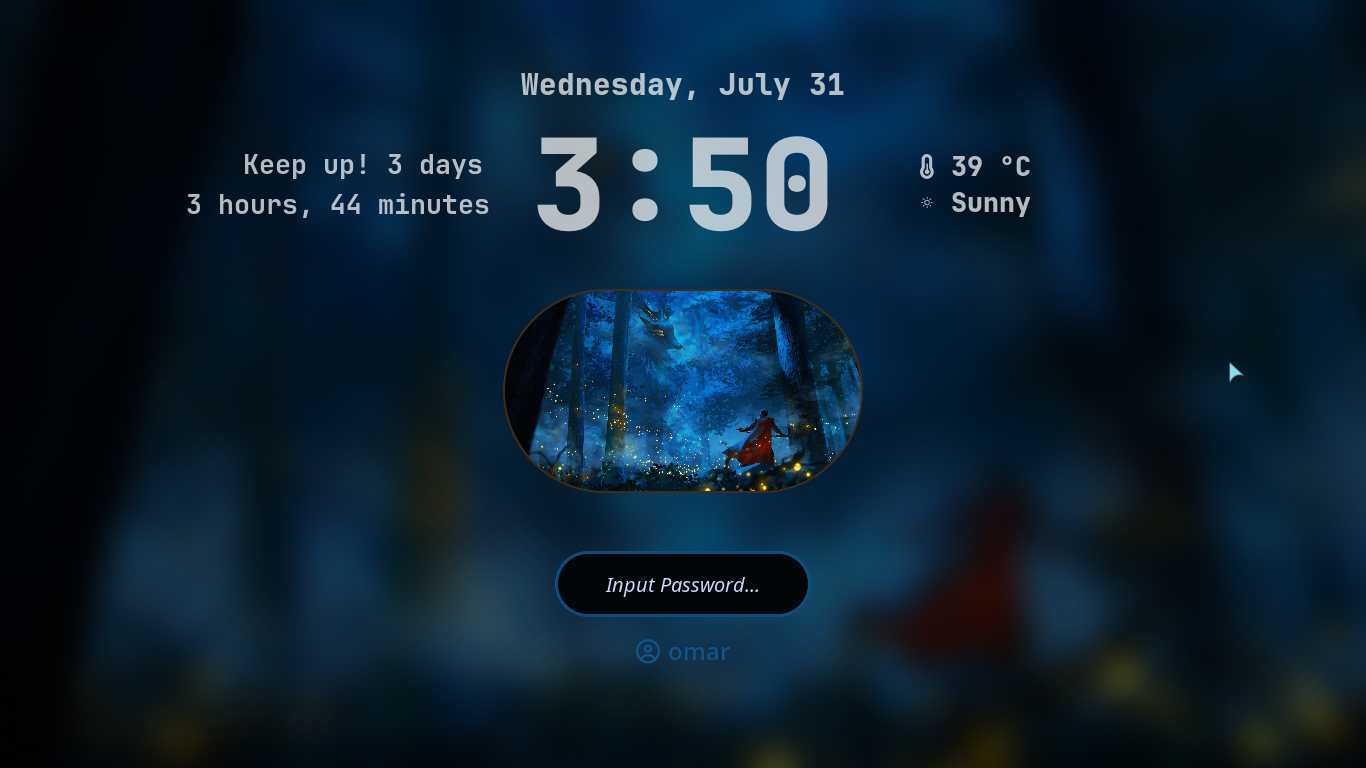 Wednesday, July 31
Keep up! 3 days
3 hours, 44 minutes
3:50
39 °C
Sunny
Input Password...
omar